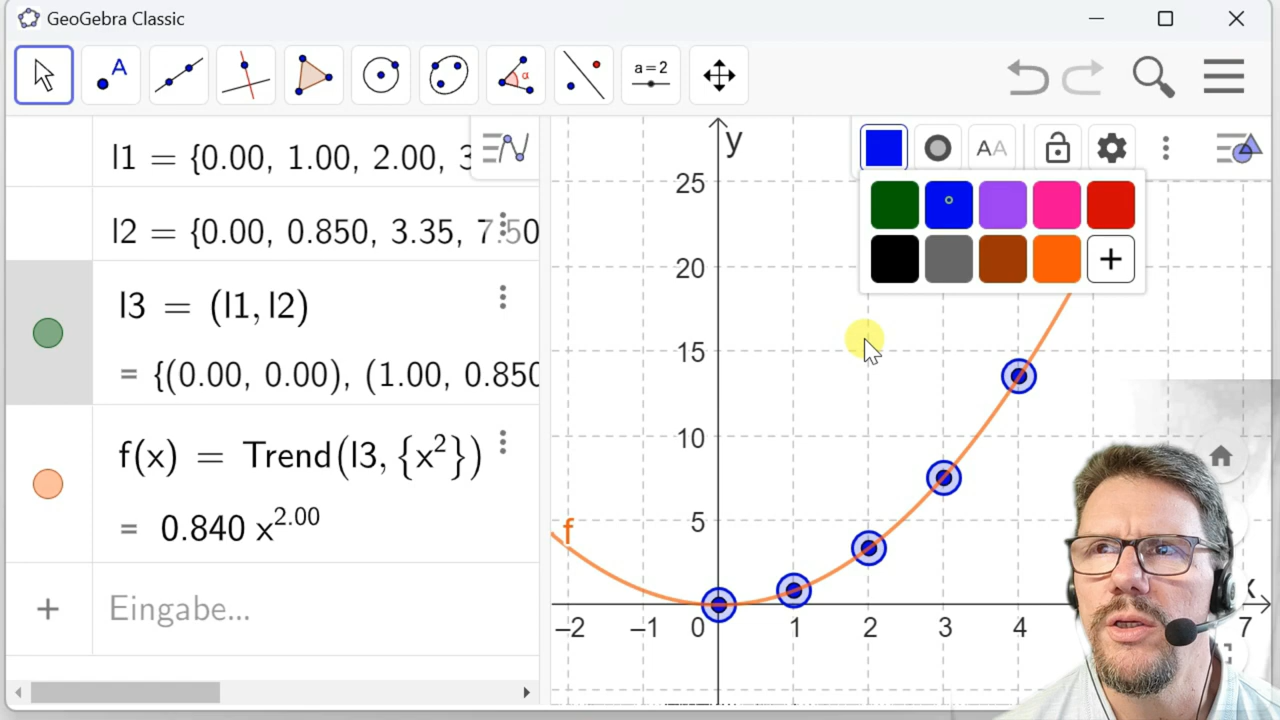 GeoGebra Classic
A
α
a = 2
l1 = {0.00, 1.00, 2.00, 3
l2 = {0.00, 0.850, 3.35, 7.50
l3 = (l1, l2)
= {(0.00, 0.00), (1.00, 0.850
f(x) = Trend(l3, {x²})
= 0.840 x^2.00
+ Eingabe...
AA
+
y
25
20
15
10
5
f
–2 –1 0 1 2 3 4 7
x